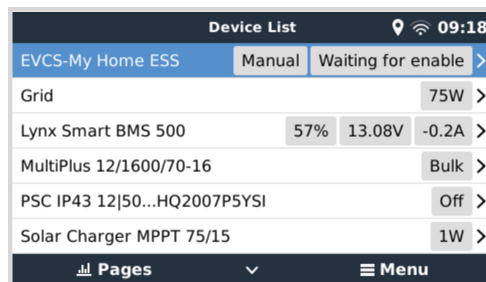 Device List 09:18
EVCS-My Home ESS Manual Waiting for enable
Grid 75W
Lynx Smart BMS 500 57% 13.08V -0.2A
MultiPlus 12/1600/70-16 Bulk
PSC IP43 12|50...HQ2007P5YSI Off
Solar Charger MPPT 75/15 1W
Pages Menu